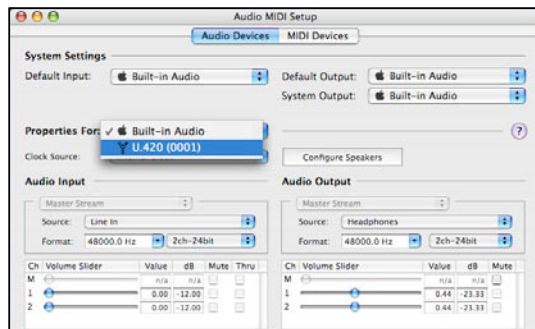 Audio MIDI Setup
Audio Devices MIDI Devices
System Settings
Default Input: Built-in Audio Default Output: Built-in Audio
System Output: Built-in Audio
Properties For: ✓ Built-in Audio
U.420 (0001)
?
Clock Source: Configure Speakers
Audio Input Audio Output
Master Stream Master Stream
Source: Line In Source: Headphones
Format: 48000.0 Hz 2ch-24bit Format: 48000.0 Hz 2ch-24bit
Ch Volume Slider Value dB Mute Thru Ch Volume Slider Value dB Mute
M n/a n/a M n/a n/a
1 0.00 -12.00 1 0.44 -23.33
2 0.00 -12.00 2 0.44 -23.33